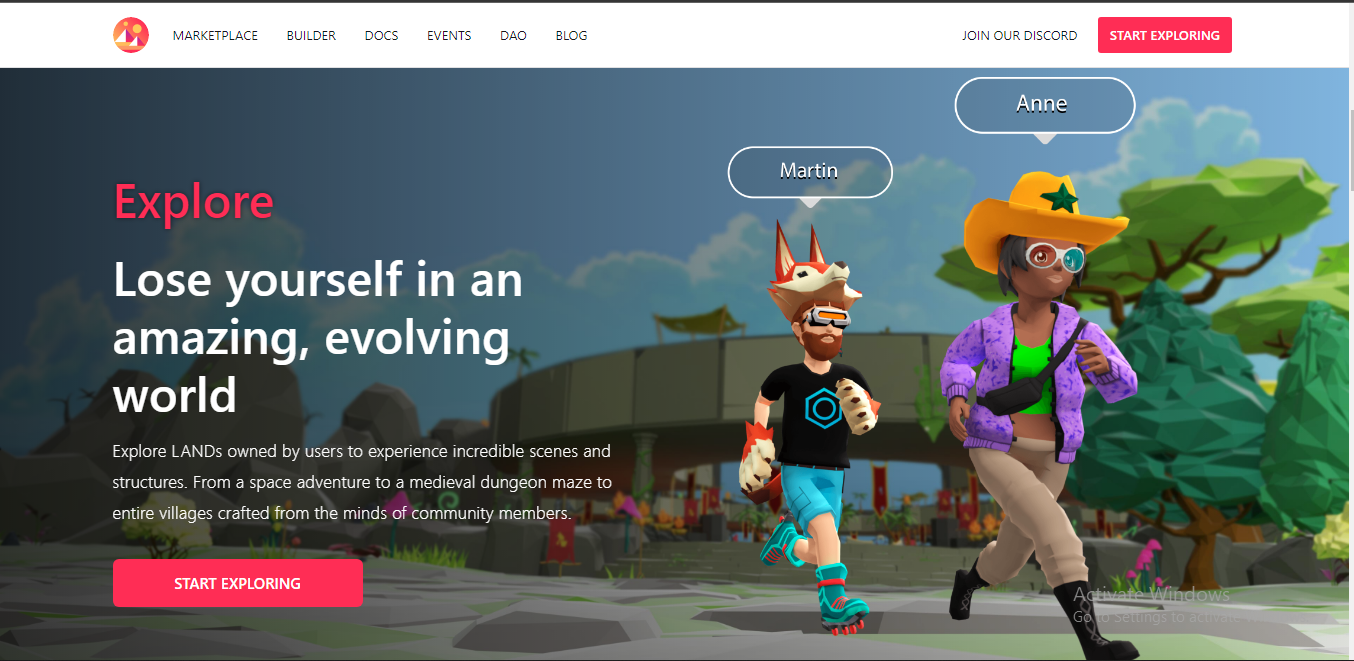 MARKETPLACE BUILDER DOCS EVENTS DAO BLOG JOIN OUR DISCORD START EXPLORING
Anne
Martin
Explore
Lose yourself in an
amazing, evolving
world
Explore LANDs owned by users to experience incredible scenes and
structures. From a space adventure to a medieval dungeon maze to
entire villages crafted from the minds of community members.
START EXPLORING
Activate Windows
Go to Settings to activate